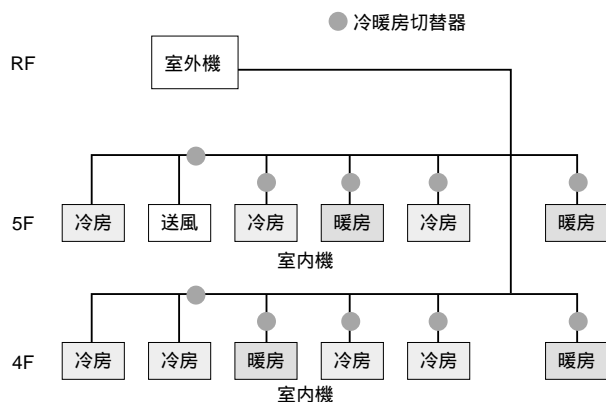 冷暖房切替器
RF
室外機
5F
冷房 送風 冷房 暖房 冷房 暖房
室内機
4F
冷房 冷房 暖房 冷房 冷房 暖房
室内機